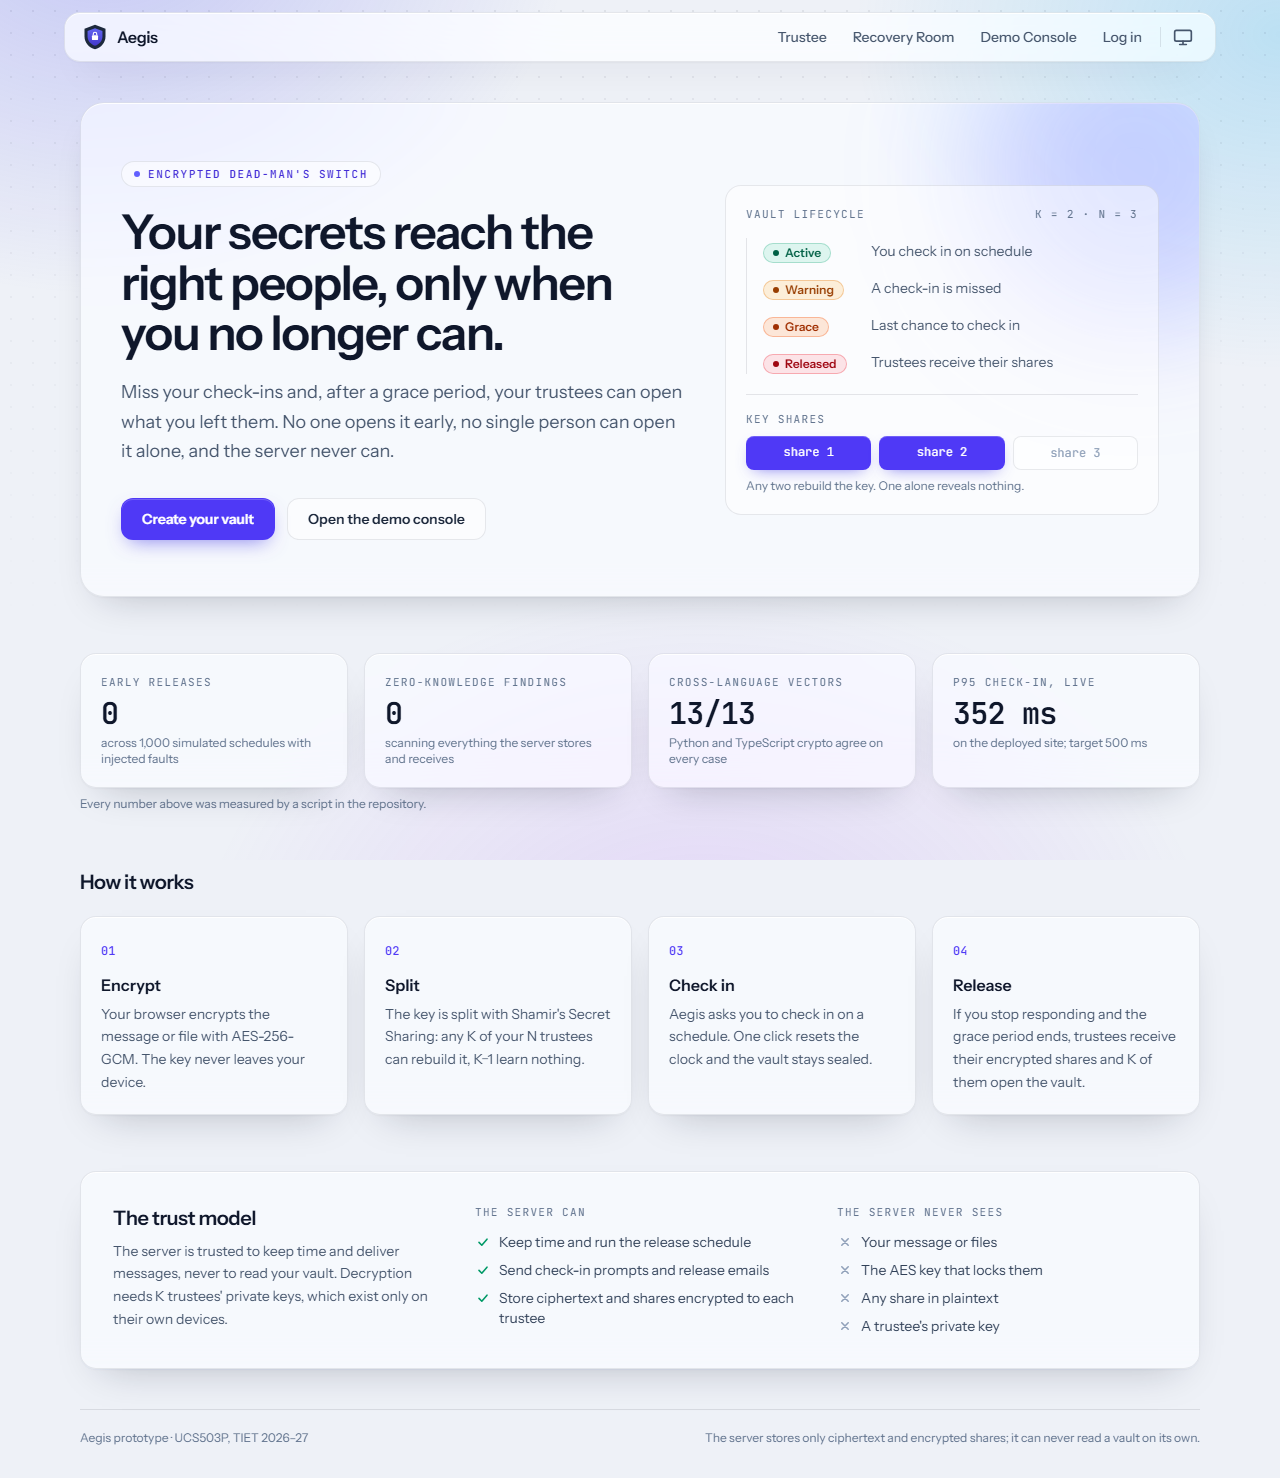 Aegis
Trustee
Recovery Room
Demo Console
Log in
ENCRYPTED DEAD-MAN'S SWITCH
Your secrets reach the
right people, only when
you no longer can.
Miss your check-ins and, after a grace period, your trustees can open
what you left them. No one opens it early, no single person can open
it alone, and the server never can.
Create your vault
Open the demo console
VAULT LIFECYCLE
K = 2 · N = 3
Active
You check in on schedule
Warning
A check-in is missed
Grace
Last chance to check in
Released
Trustees receive their shares
KEY SHARES
share 1
share 2
share 3
Any two rebuild the key. One alone reveals nothing.
EARLY RELEASES
0
across 1,000 simulated schedules with
injected faults
ZERO-KNOWLEDGE FINDINGS
0
scanning everything the server stores
and receives
CROSS-LANGUAGE VECTORS
13/13
Python and TypeScript crypto agree on
every case
P95 CHECK-IN, LIVE
352 ms
on the deployed site; target 500 ms
Every number above was measured by a script in the repository.
How it works
01
Encrypt
Your browser encrypts the
message or file with AES-256-
GCM. The key never leaves your
device.
02
Split
The key is split with Shamir's Secret
Sharing: any K of your N trustees
can rebuild it, K−1 learn nothing.
03
Check in
Aegis asks you to check in on a
schedule. One click resets the
clock and the vault stays sealed.
04
Release
If you stop responding and the
grace period ends, trustees receive
their encrypted shares and K of
them open the vault.
The trust model
The server is trusted to keep time and deliver
messages, never to read your vault. Decryption
needs K trustees' private keys, which exist only on
their own devices.
THE SERVER CAN
Keep time and run the release schedule
Send check-in prompts and release emails
Store ciphertext and shares encrypted to each
trustee
THE SERVER NEVER SEES
Your message or files
The AES key that locks them
Any share in plaintext
A trustee's private key
Aegis prototype · UCS503P, TIET 2026–27
The server stores only ciphertext and encrypted shares; it can never read a vault on its own.